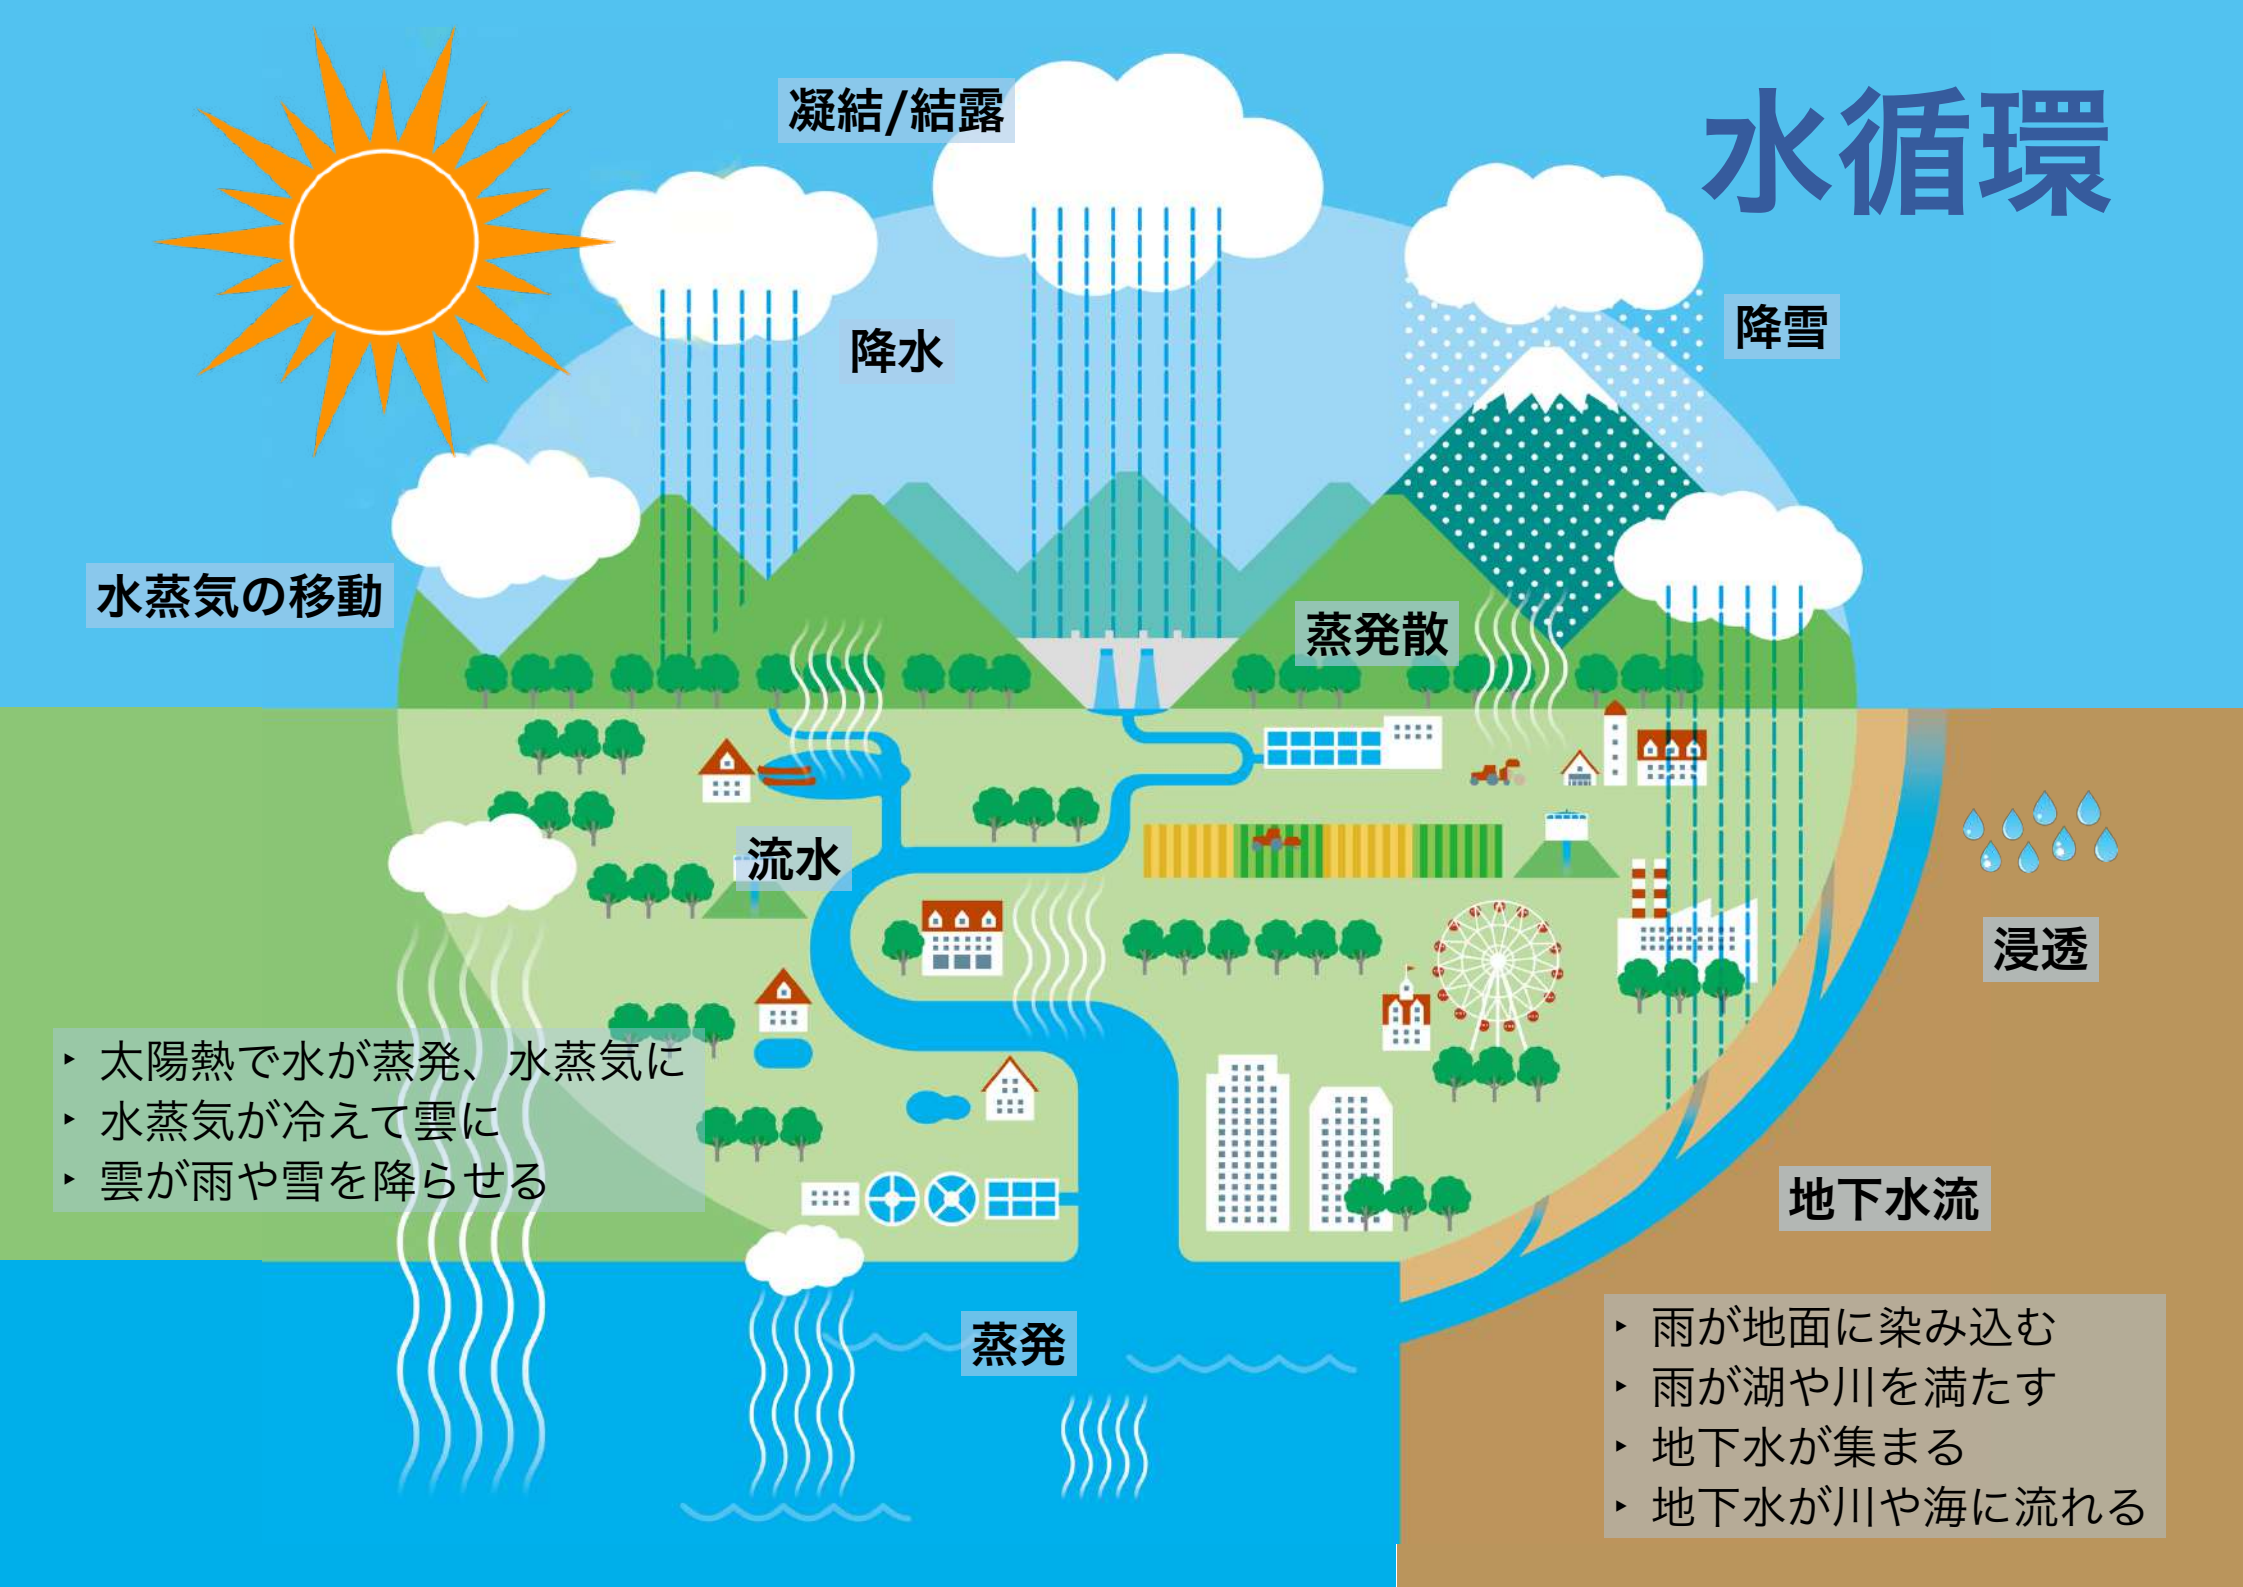 水循環
凝結/結露
降水
降雪
水蒸気の移動
蒸発散
流水
浸透
‣ 太陽熱で水が蒸発、水蒸気に
‣ 水蒸気が冷えて雲に
‣ 雲が雨や雪を降らせる
地下水流
蒸発
‣ 雨が地面に染み込む
‣ 雨が湖や川を満たす
‣ 地下水が集まる
‣ 地下水が川や海に流れる